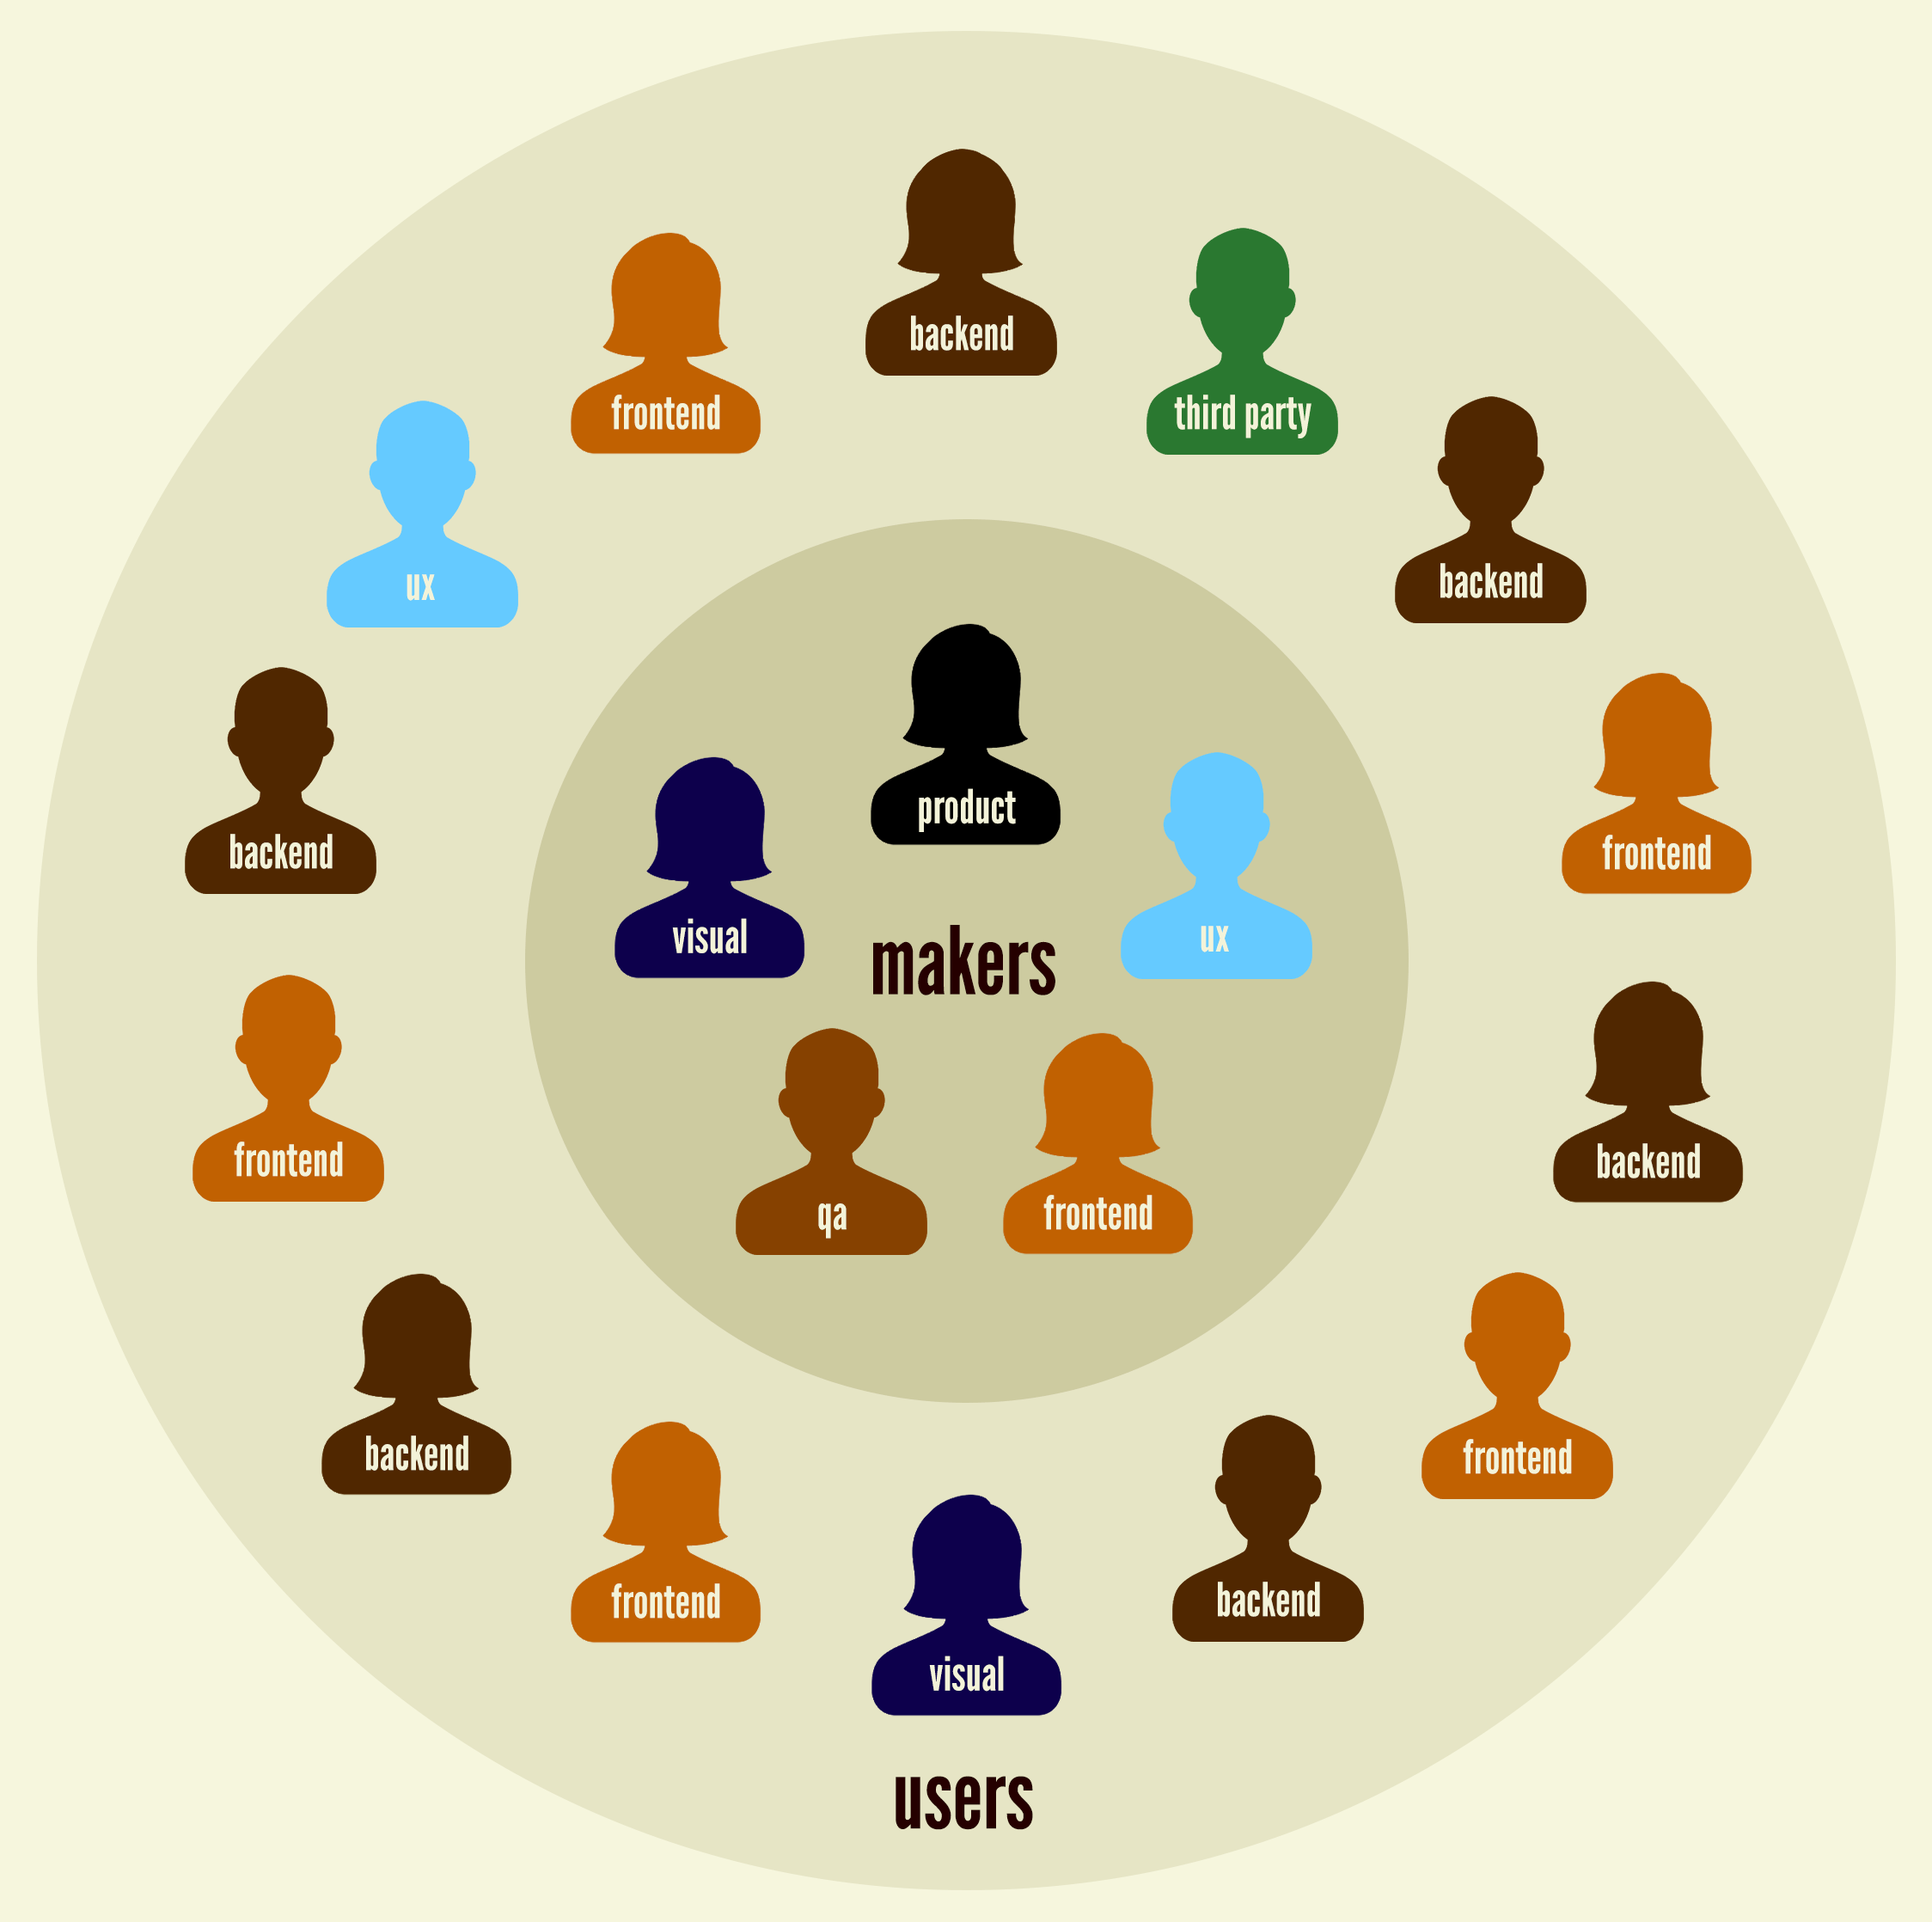 backend
frontend
third party
ux
backend
product
backend
visual
ux
frontend
makers
frontend
qa
frontend
backend
backend
frontend
frontend
backend
visual
users